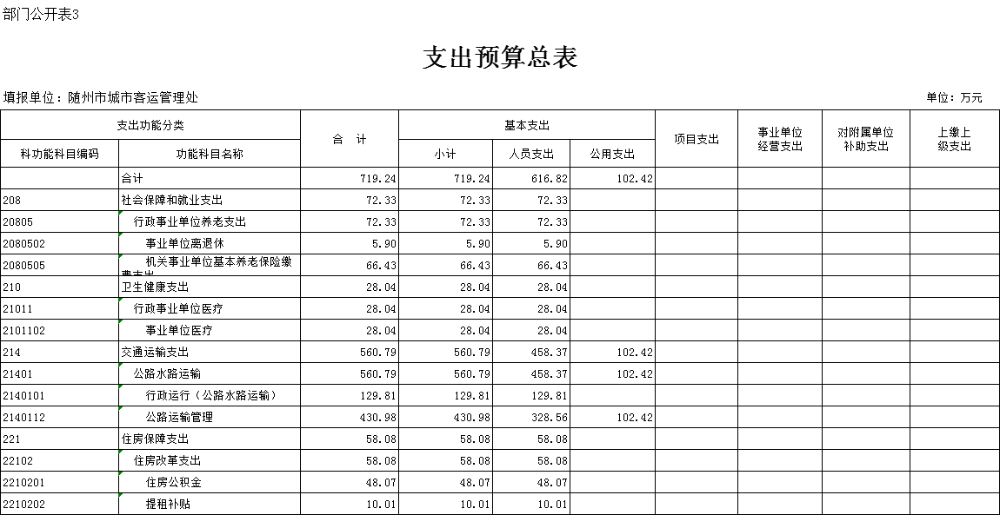 部门公开表3
支出预算总表
填报单位：随州市城市客运管理处 单位：万元
支出功能分类 合 计 基本支出 项目支出 事业单位经营支出 对附属单位补助支出 上缴上级支出
科功能科目编码 功能科目名称 小计 人员支出 公用支出
合计 719.24 719.24 616.82 102.42
208 社会保障和就业支出 72.33 72.33 72.33
20805 行政事业单位养老支出 72.33 72.33 72.33
2080502 事业单位离退休 5.90 5.90 5.90
2080505 机关事业单位基本养老保险缴费支出 66.43 66.43 66.43
210 卫生健康支出 28.04 28.04 28.04
21011 行政事业单位医疗 28.04 28.04 28.04
2101102 事业单位医疗 28.04 28.04 28.04
214 交通运输支出 560.79 560.79 458.37 102.42
21401 公路水路运输 560.79 560.79 458.37 102.42
2140101 行政运行（公路水路运输） 129.81 129.81 129.81
2140112 公路运输管理 430.98 430.98 328.56 102.42
221 住房保障支出 58.08 58.08 58.08
22102 住房改革支出 58.08 58.08 58.08
2210201 住房公积金 48.07 48.07 48.07
2210202 提租补贴 10.01 10.01 10.01